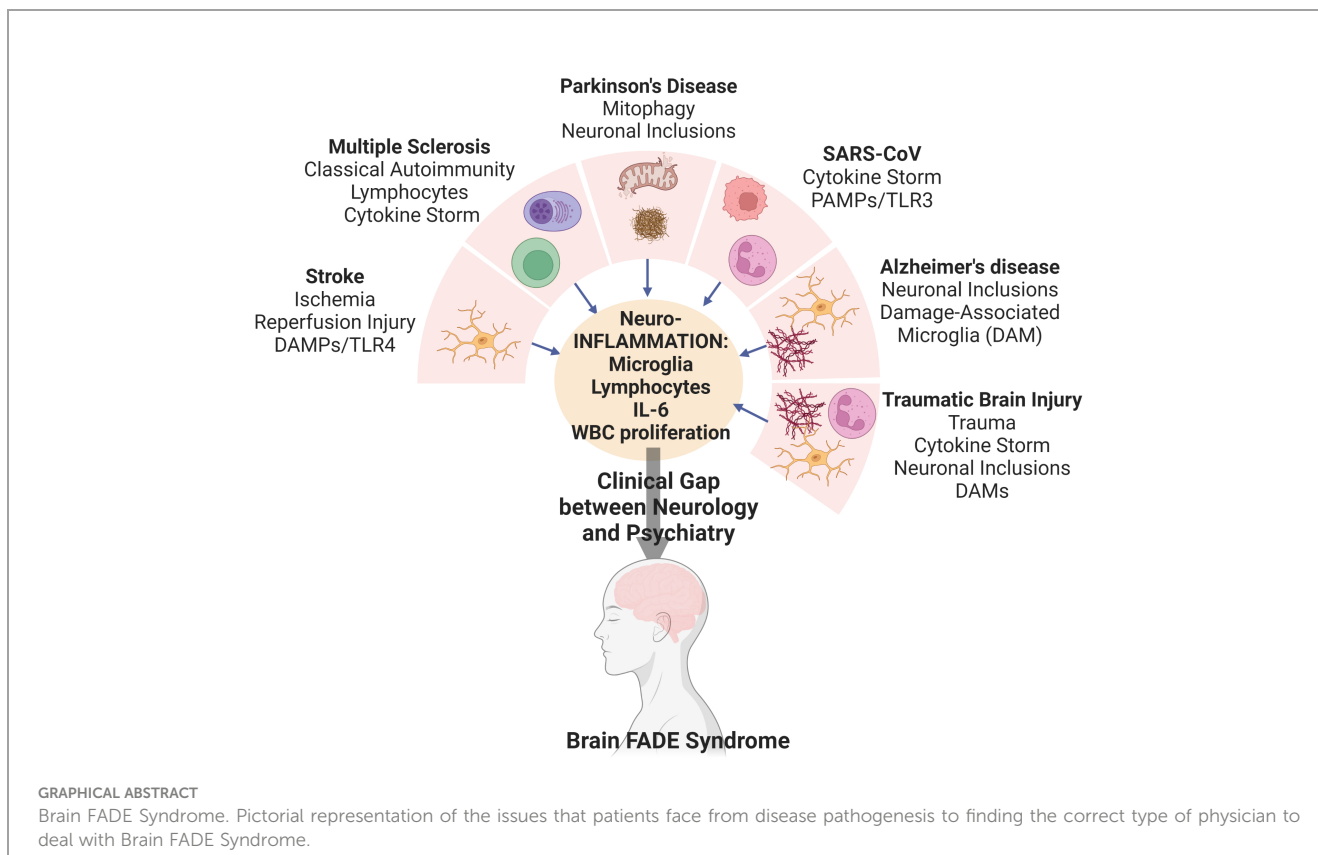 Parkinson's Disease
Mitophagy
Neuronal Inclusions
Multiple Sclerosis
Classical Autoimmunity
Lymphocytes
Cytokine Storm
SARS-CoV
Cytokine Storm
PAMPs/TLR3
Stroke
Ischemia
Reperfusion Injury
DAMPs/TLR4
Alzheimer's disease
Neuronal Inclusions
Damage-Associated
Microglia (DAM)
Neuro-
INFLAMMATION:
Microglia
Lymphocytes
IL-6
WBC proliferation
Traumatic Brain Injury
Trauma
Cytokine Storm
Neuronal Inclusions
DAMs
Clinical Gap
between Neurology
and Psychiatry
Brain FADE Syndrome
GRAPHICAL ABSTRACT
Brain FADE Syndrome. Pictorial representation of the issues that patients face from disease pathogenesis to finding the correct type of physician to
deal with Brain FADE Syndrome.